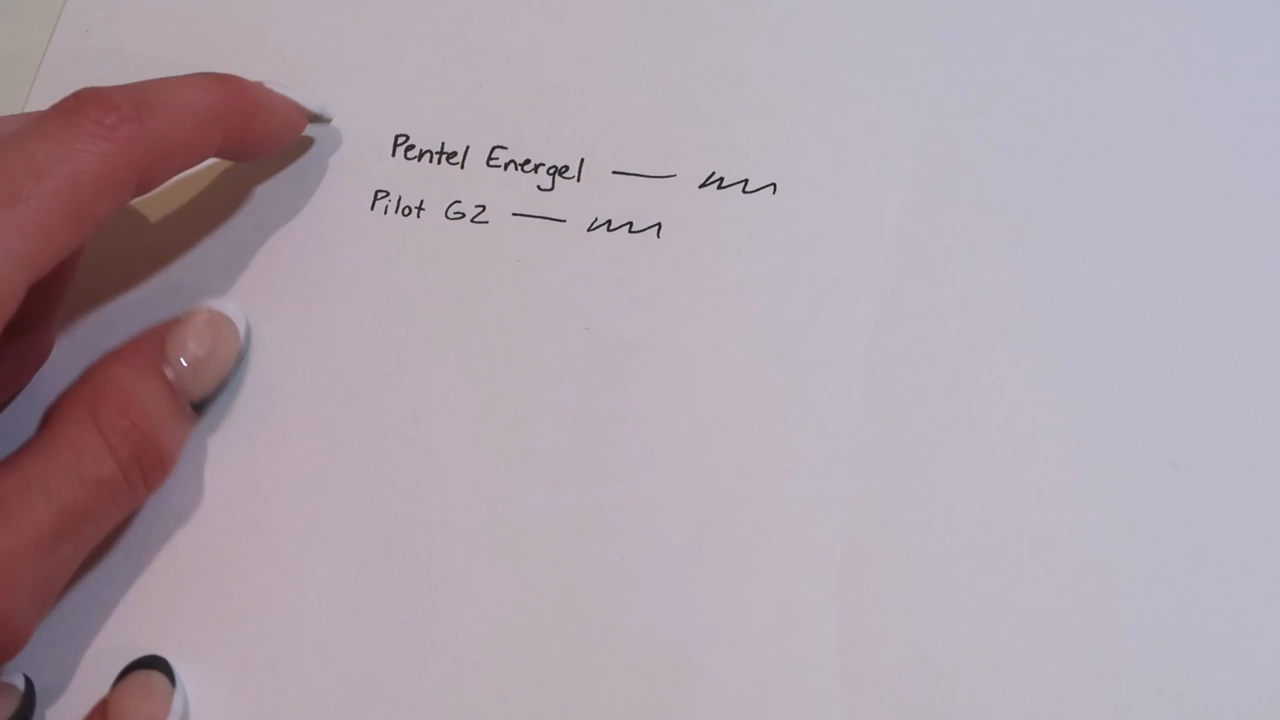 Pentel Energel —
Pilot G2 —